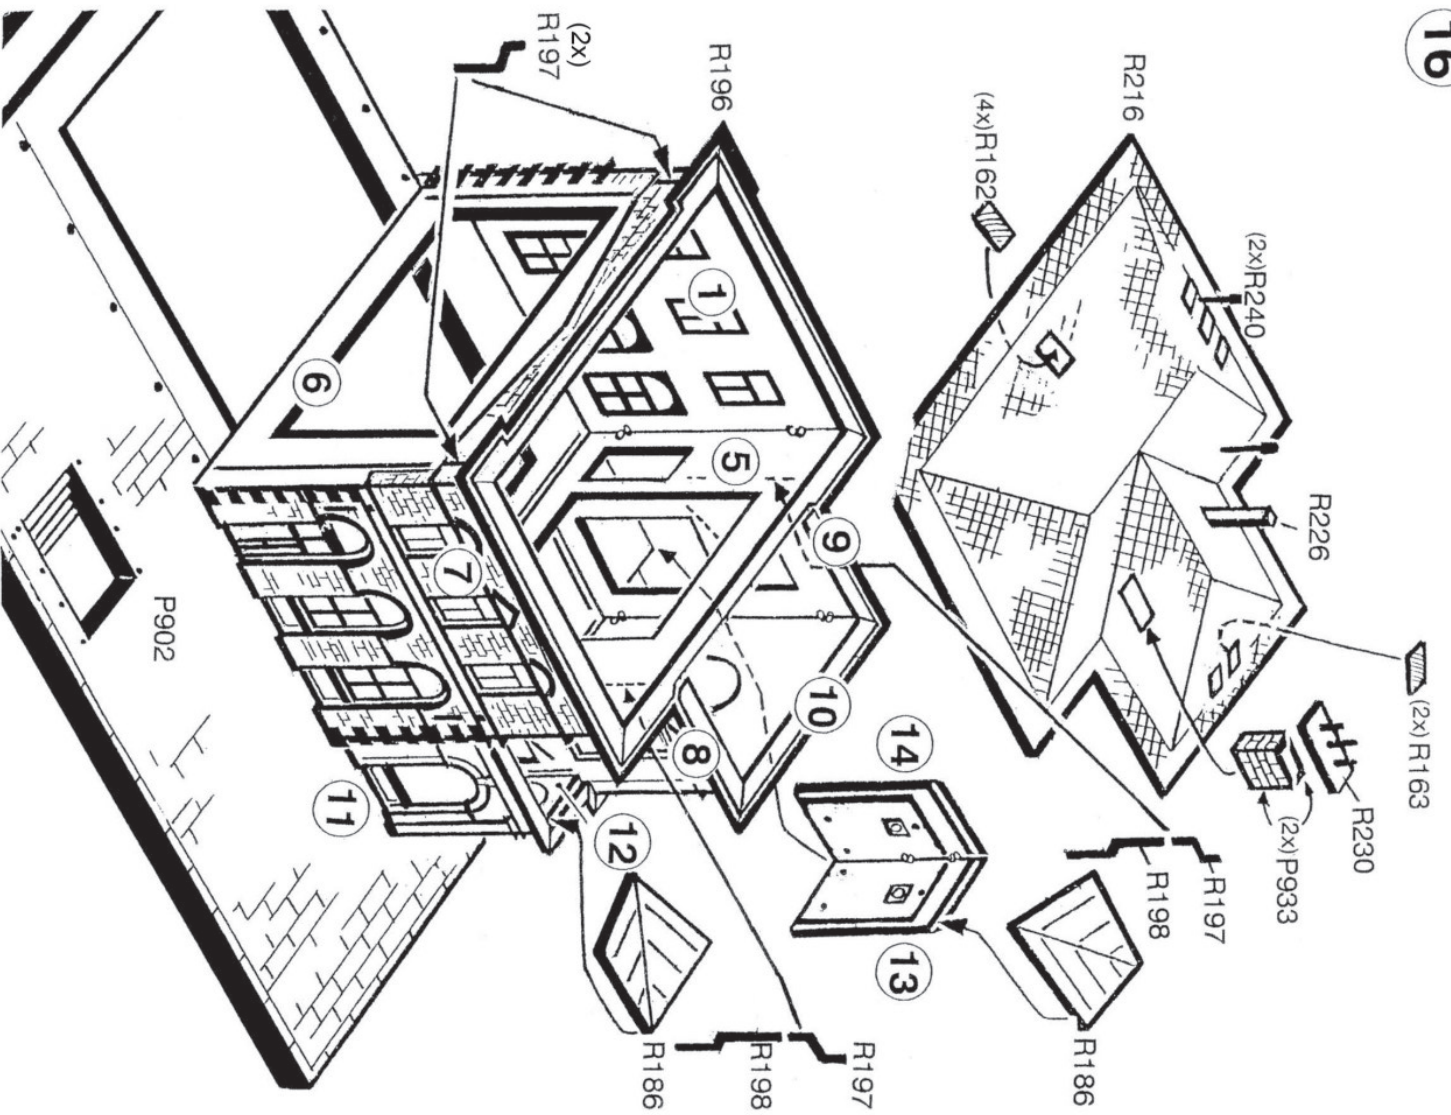 16
R216
(4x)R162
(2x)R240
R226
(2x)R163
R230
(2x)P933
R196
(2x)
R197
1
5
9
6
7
10
8
14
13
11
12
P902
R197
R198
R186
R197
R198
R186